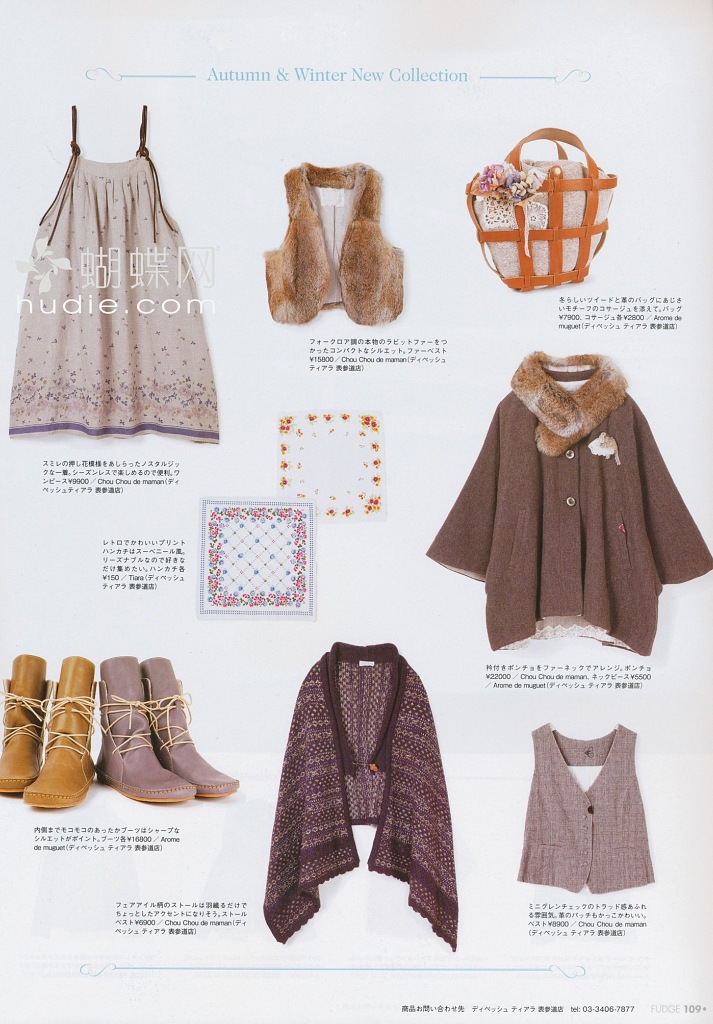 Autumn & Winter New Collection
蝴蝶网
hudie.com
冬らしいツイードと革のバッグにあじさ
いモチーフのコサージュを添えて。バッグ
¥7900、コサージュ各¥2800／Arome de
muguet（ディペッシュ ティアラ 表参道店）
フォークロア調の本物のラビットファーをつ
かったコンパクトなシルエット。ファーベスト
¥15800／Chou Chou de maman（ディペッシュ
ティアラ 表参道店）
スミレの押し花模様をあしらったノスタルジッ
クな一着。シーズンレスで楽しめるので便利。ワ
ンピース¥9900／Chou Chou de maman（ディ
ペッシュティアラ 表参道店）
レトロでかわいいプリント
ハンカチはスーベニール風。
リーズナブルなので好きな
だけ集めたい。ハンカチ各
¥150／Tiara（ディペッシュ
ティアラ 表参道店）
衿付きポンチョをファーネックでアレンジ。ポンチョ
¥22000／Chou Chou de maman、ネックピース¥5500
／Arome de muguet（ディペッシュ ティアラ 表参道店）
内側までモコモコのあったかブーツはシャープな
シルエットがポイント。ブーツ各¥16800／Arome
de muguet（ディペッシュ ティアラ 表参道店）
フェアアイル柄のストールは羽織るだけで
ちょっとしたアクセントになりそう。ストール
ベスト¥6900／Chou Chou de maman（ディ
ペッシュ ティアラ 表参道店）
ミニグレンチェックのトラッド感あふれ
る雰囲気。革のパッチもかっこかわいい。
ベスト¥8900／Chou Chou de maman
（ディペッシュ ティアラ 表参道店）
商品お問い合わせ先　ディペッシュ ティアラ 表参道店　tel: 03-3406-7877
FUDGE 109